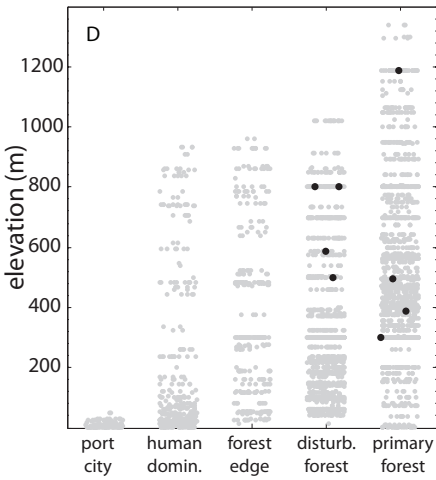 D
elevation (m)
1200
1000
800
600
400
200
port city
human domin.
forest edge
disturb. forest
primary forest